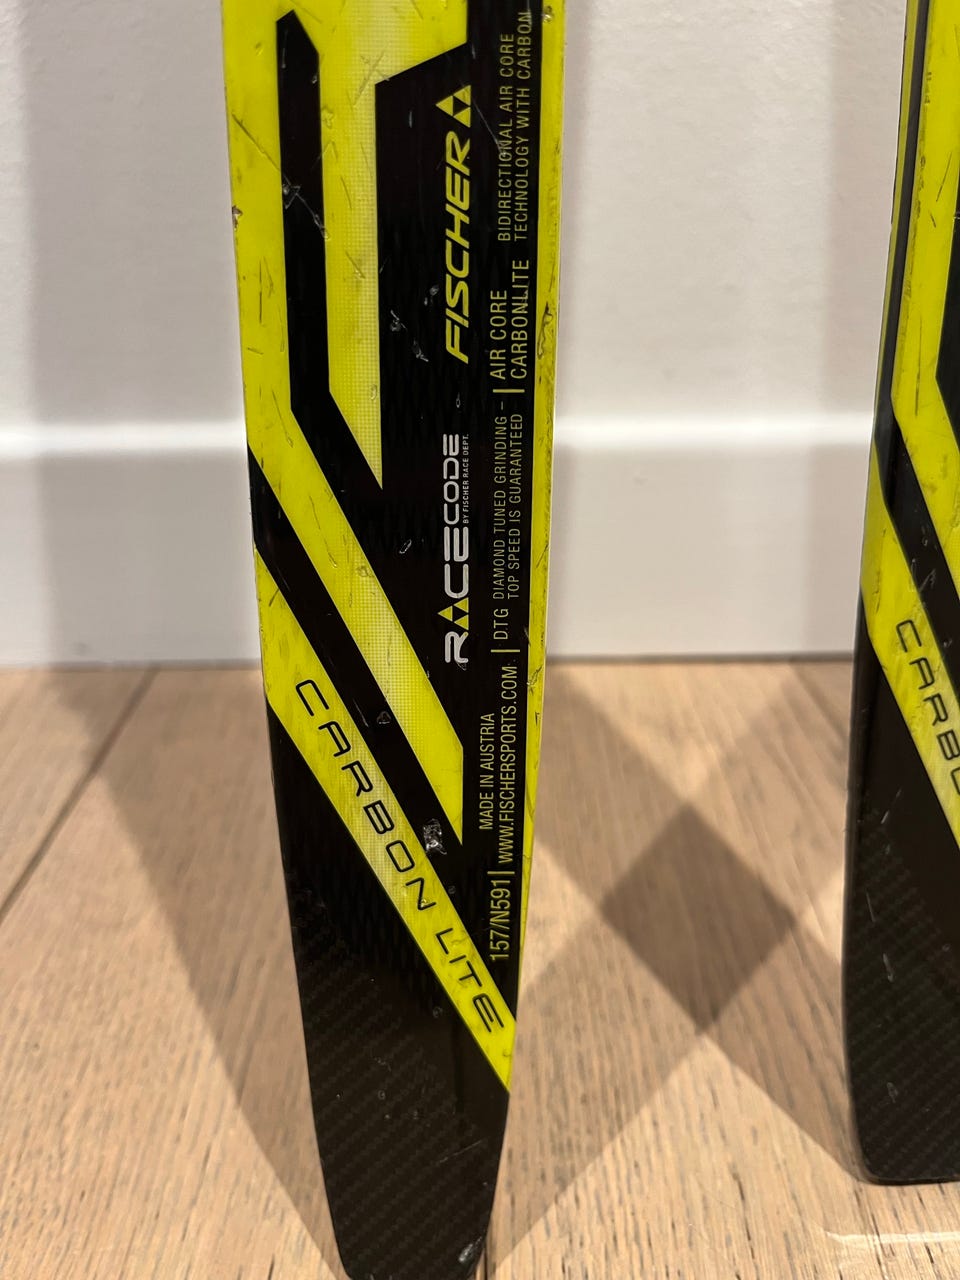 FISCHER
RACECODE
BY FISCHER RACE DEPT.
BIDIRECTIONAL AIR CORE
TECHNOLOGY WITH CARBON
AIR CORE
CARBONLITE
DTG
DIAMOND TUNED GRINDING -
TOP SPEED IS GUARANTEED
MADE IN AUSTRIA
WWW.FISCHERSPORTS.COM
157/N591
CARBON LITE
CARBO